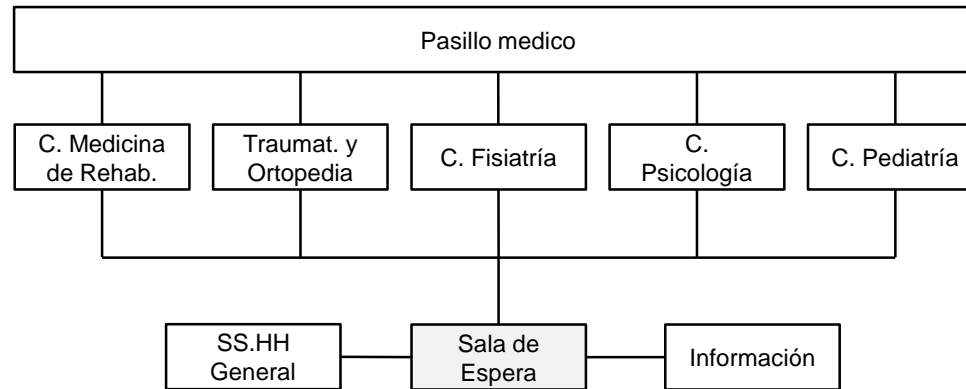 Pasillo medico
C. Medicina
de Rehab.
Traumat. y
Ortopedia
C. Fisiatría
C.
Psicología
C. Pediatría
SS.HH
General
Sala de
Espera
Información